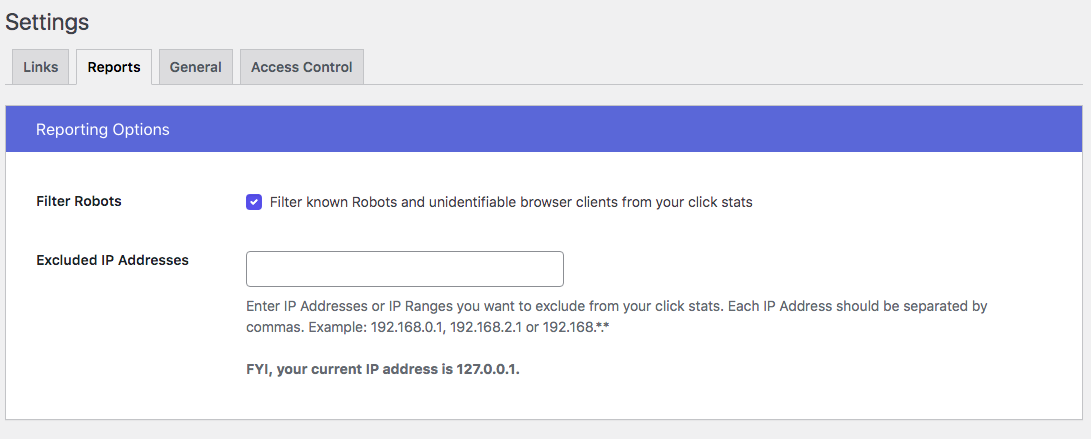 Settings
Links Reports General Access Control
Reporting Options
Filter Robots Filter known Robots and unidentifiable browser clients from your click stats
Excluded IP Addresses
Enter IP Addresses or IP Ranges you want to exclude from your click stats. Each IP Address should be separated by
commas. Example: 192.168.0.1, 192.168.2.1 or 192.168.*.*
FYI, your current IP address is 127.0.0.1.